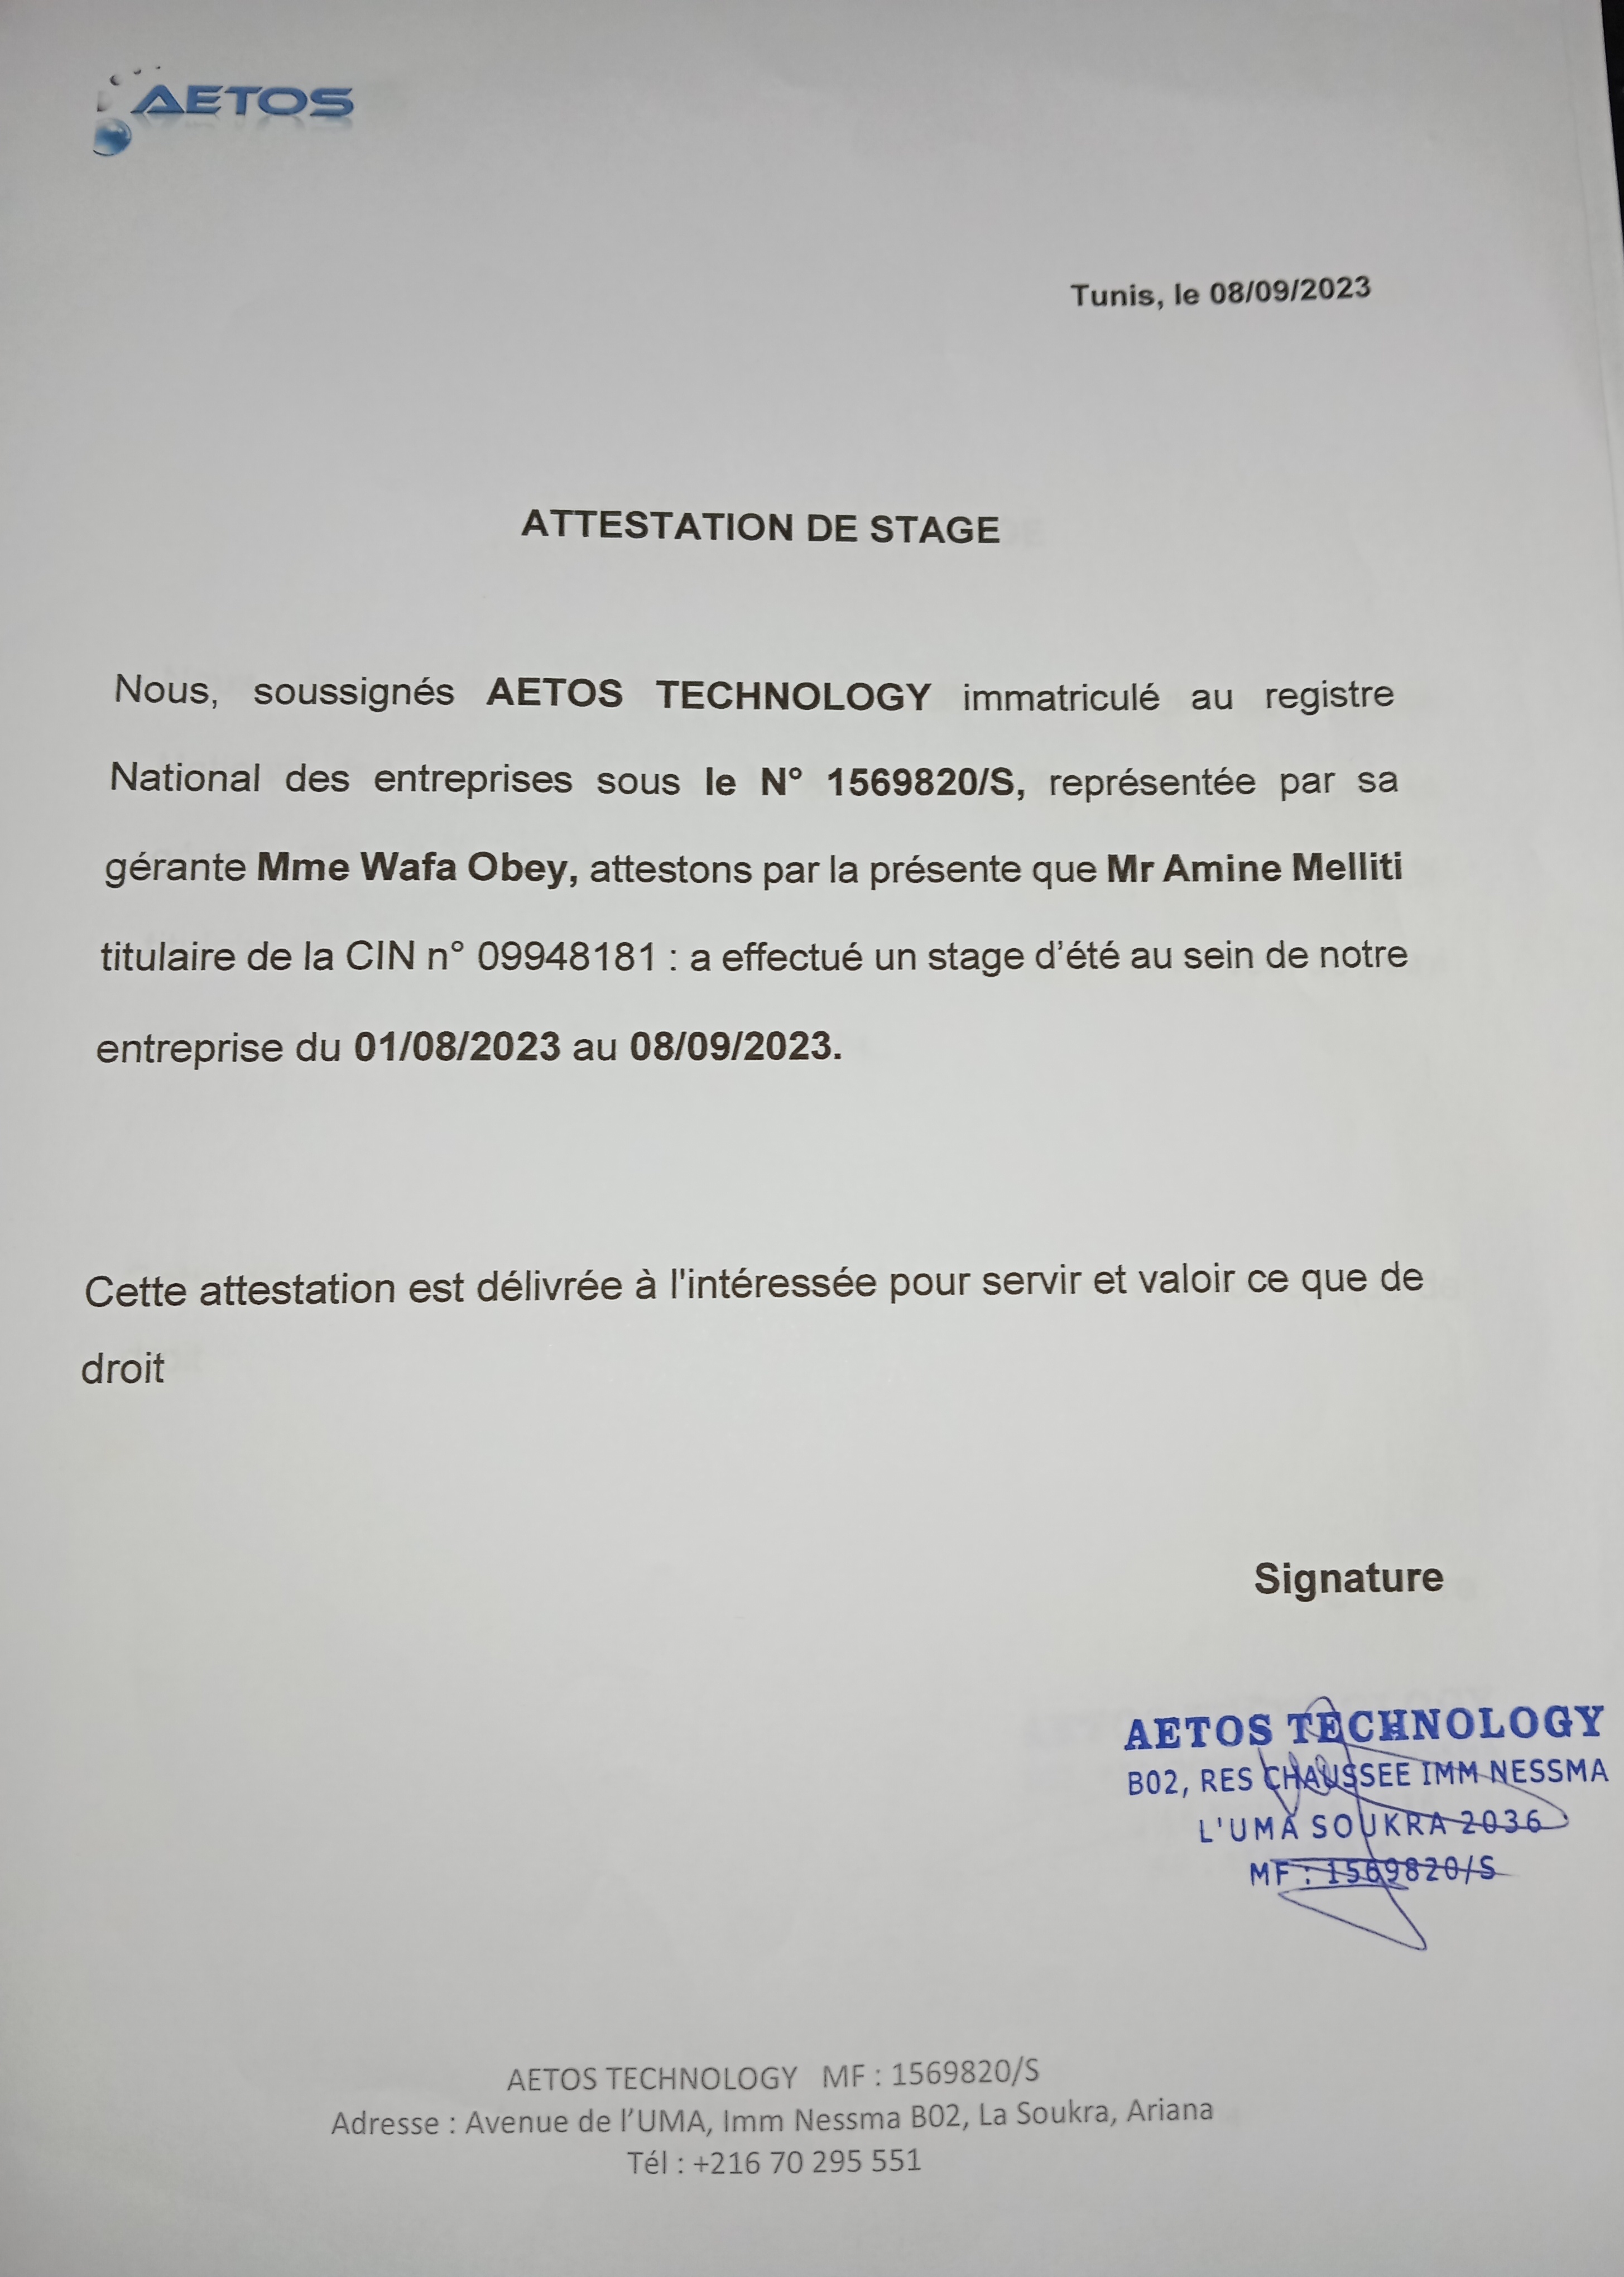 AETOS
Tunis, le 08/09/2023
ATTESTATION DE STAGE
Nous, soussignés AETOS TECHNOLOGY immatriculé au registre
National des entreprises sous le N° 1569820/S, représentée par sa
gérante Mme Wafa Obey, attestons par la présente que Mr Amine Melliti
titulaire de la CIN n° 09948181 : a effectué un stage d'été au sein de notre
entreprise du 01/08/2023 au 08/09/2023.
Cette attestation est délivrée à l'intéressée pour servir et valoir ce que de
droit
Signature
AETOS TECHNOLOGY
B02, RES CHAUSSEE IMM NESSMA
L'UMA SOUKRA 2036
MF : 1569820/S
AETOS TECHNOLOGY MF : 1569820/S
Adresse : Avenue de l'UMA, Imm Nessma B02, La Soukra, Ariana
Tél : +216 70 295 551